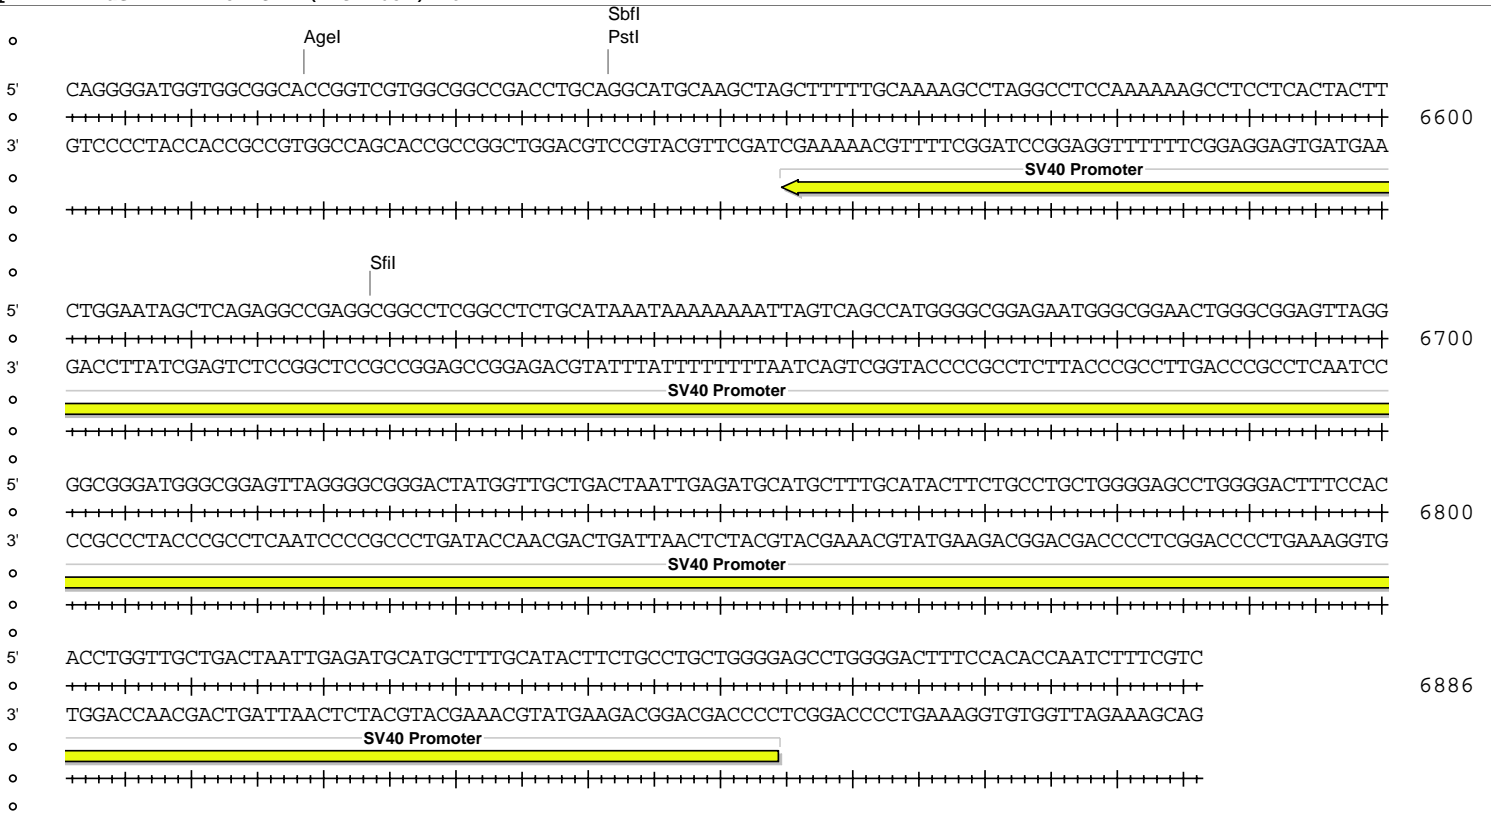 SbfI
AgeI PstI
5' CAGGGGATGGTGGCGGCACCGGTCGTGGCGGCCGACCTGCAGGCATGCAAGCTAGCTTTTTGCAAAAGCCTAGGCCTCCAAAAAAGCCTCCTCACTACTT
6600
3' GTCCCCTACCACCGCCGTGGCCAGCACCGCCGGCTGGACGTCCGTACGTTCGATCGAAAAACGTTTTCGGATCCGGAGGTTTTTTCGGAGGAGTGATGAA
SV40 Promoter
SfiI
5' CTGGAATAGCTCAGAGGCCGAGGCGGCCTCGGCCTCTGCATAAATAAAAAAAATTAGTCAGCCATGGGGCGGAGAATGGGCGGAACTGGGCGGAGTTAGG
6700
3' GACCTTATCGAGTCTCCGGCTCCGCCGGAGCCGGAGACGTATTTATTTTTTTTAATCAGTCGGTACCCCGCCTCTTACCCGCCTTGACCCGCCTCAATCC
SV40 Promoter
5' GGCGGGATGGGCGGAGTTAGGGGCGGGACTATGGTTGCTGACTAATTGAGATGCATGCTTTGCATACTTCTGCCTGCTGGGGAGCCTGGGGACTTTCCAC
6800
3' CCGCCCTACCCGCCTCAATCCCCGCCCTGATACCAACGACTGATTAACTCTACGTACGAAACGTATGAAGACGGACGACCCCTCGGACCCCTGAAAGGTG
SV40 Promoter
5' ACCTGGTTGCTGACTAATTGAGATGCATGCTTTGCATACTTCTGCCTGCTGGGGAGCCTGGGGACTTTCCACACCAATCTTTCGTC
6886
3' TGGACCAACGACTGATTAACTCTACGTACGAAACGTATGAAGACGGACGACCCCTCGGACCCCTGAAAGGTGTGGTTAGAAAGCAG
SV40 Promoter